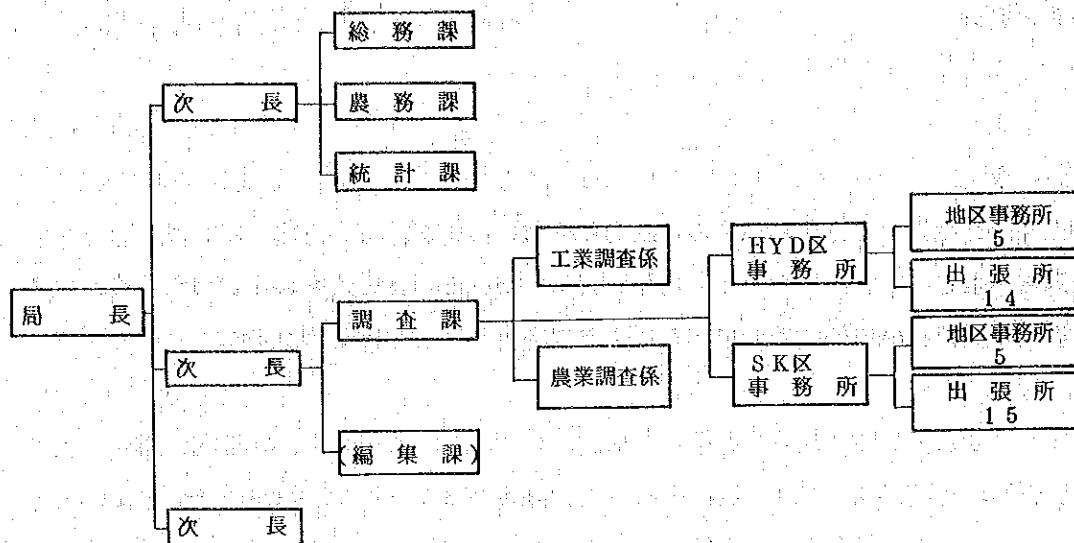 総務課
次長
農務課
統計課
局長
次長
調査課
(編集課)
次長
工業調査係
農業調査係
HYD区
事務所
SK区
事務所
地区事務所
5
出張所
14
地区事務所
5
出張所
15